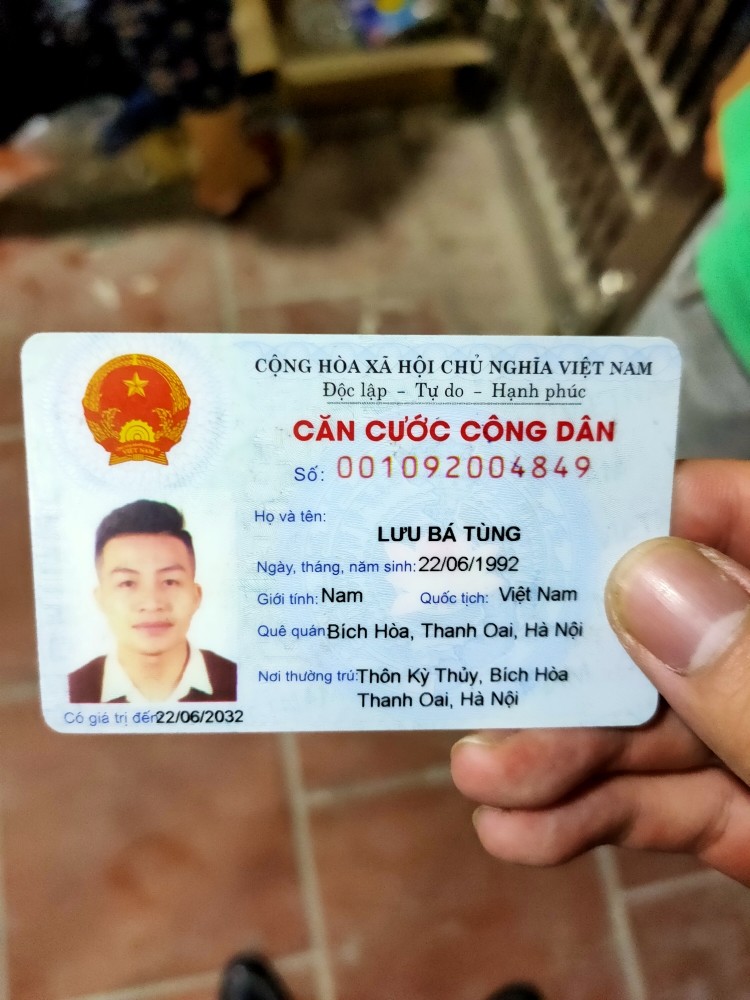 CỘNG HÒA XÃ HỘI CHỦ NGHĨA VIỆT NAM
Độc lập - Tự do - Hạnh phúc
CĂN CƯỚC CÔNG DÂN
Số: 001092004849
Họ và tên:
LƯU BÁ TÙNG
Ngày, tháng, năm sinh: 22/06/1992
Giới tính: Nam Quốc tịch: Việt Nam
Quê quán Bích Hòa, Thanh Oai, Hà Nội
Nơi thường trú: Thôn Kỳ Thủy, Bích Hòa
Thanh Oai, Hà Nội
Có giá trị đến 22/06/2032
VIỆT NAM